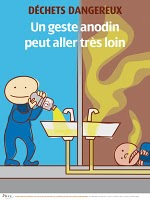 DÉCHETS DANGEREUX
Un geste anodin
peut aller très loin